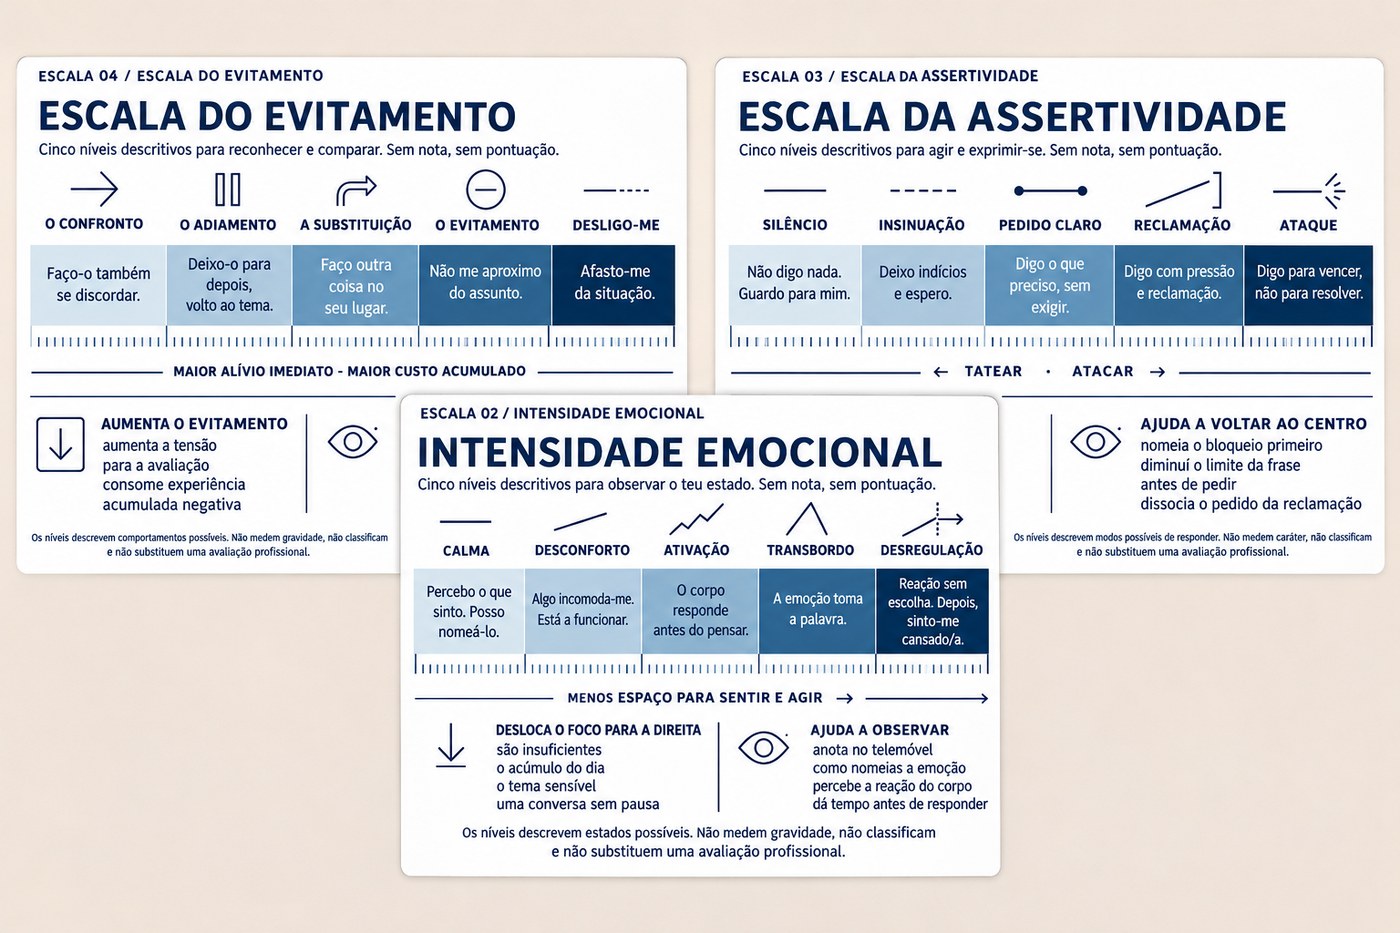 ESCALA 04 / ESCALA DO EVITAMENTO
ESCALA DO EVITAMENTO
Cinco níveis descritivos para reconhecer e comparar. Sem nota, sem pontuação.
O CONFRONTO
O ADIAMENTO
A SUBSTITUIÇÃO
O EVITAMENTO
DESLIGO-ME
Faço-o também
se discordar.
Deixo-o para
depois,
volto ao tema.
Faço outra
coisa no
seu lugar.
Não me aproximo
do assunto.
Afasto-me
da situação.
MAIOR ALÍVIO IMEDIATO - MAIOR CUSTO ACUMULADO
AUMENTA O EVITAMENTO
aumenta a tensão
para a avaliação
consome experiência
acumulada negativa
Os níveis descrevem comportamentos possíveis. Não medem gravidade, não classificam
e não substituem uma avaliação profissional.
ESCALA 03 / ESCALA DA ASSERTIVIDADE
ESCALA DA ASSERTIVIDADE
Cinco níveis descritivos para agir e exprimir-se. Sem nota, sem pontuação.
SILÊNCIO
INSINUAÇÃO
PEDIDO CLARO
RECLAMAÇÃO
ATAQUE
Não digo nada.
Guardo para mim.
Deixo indícios
e espero.
Digo o que
preciso, sem
exigir.
Digo com pressão
e reclamação.
Digo para vencer,
não para resolver.
← TATEAR · ATACAR →
AJUDA A VOLTAR AO CENTRO
nomeia o bloqueio primeiro
diminuí o limite da frase
antes de pedir
dissocia o pedido da reclamação
Os níveis descrevem modos possíveis de responder. Não medem caráter, não classificam
e não substituem uma avaliação profissional.
ESCALA 02 / INTENSIDADE EMOCIONAL
INTENSIDADE EMOCIONAL
Cinco níveis descritivos para observar o teu estado. Sem nota, sem pontuação.
CALMA
DESCONFORTO
ATIVAÇÃO
TRANSBORDO
DESREGULAÇÃO
Percebo o que
sinto. Posso
nomeá-lo.
Algo incomoda-me.
Está a funcionar.
O corpo
responde
antes do pensar.
A emoção toma
a palavra.
Reação sem
escolha. Depois,
sinto-me
cansado/a.
MENOS ESPAÇO PARA SENTIR E AGIR →
DESLOCA O FOCO PARA A DIREITA
são insuficientes
o acúmulo do dia
o tema sensível
uma conversa sem pausa
AJUDA A OBSERVAR
anota no telemóvel
como nomeias a emoção
percebe a reação do corpo
dá tempo antes de responder
Os níveis descrevem estados possíveis. Não medem gravidade, não classificam
e não substituem uma avaliação profissional.